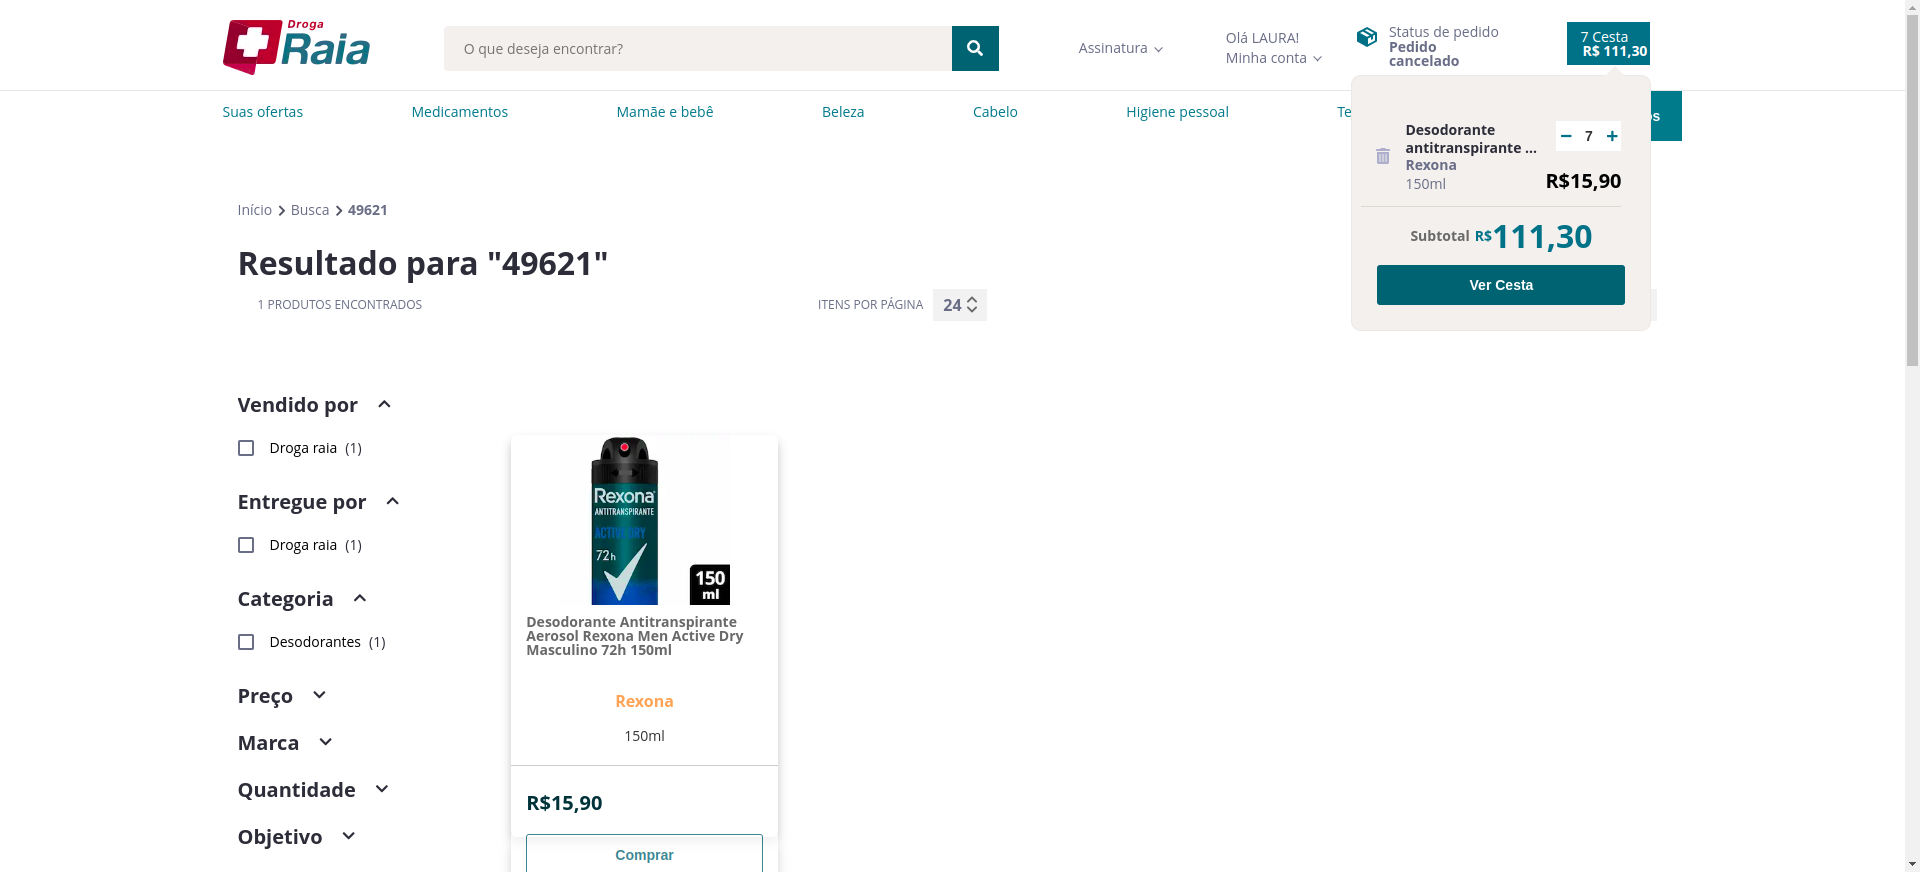 Droga
Raia
O que deseja encontrar?
Assinatura
Olá LAURA!
Minha conta
Status de pedido
Pedido
cancelado
7 Cesta
R$ 111,30
Suas ofertas
Medicamentos
Mamãe e bebê
Beleza
Cabelo
Higiene pessoal
Te
os
Desodorante
antitranspirante ...
Rexona
150ml
7
R$15,90
Subtotal R$111,30
Ver Cesta
Início > Busca > 49621
Resultado para "49621"
1 PRODUTOS ENCONTRADOS
ITENS POR PÁGINA 24
Vendido por
Droga raia (1)
Entregue por
Droga raia (1)
Categoria
Desodorantes (1)
Preço
Marca
Quantidade
Objetivo
Rexona
ANTITRANSPIRANTE
ACTIVE DRY
72h
150
ml
Desodorante Antitranspirante
Aerosol Rexona Men Active Dry
Masculino 72h 150ml
Rexona
150ml
R$15,90
Comprar